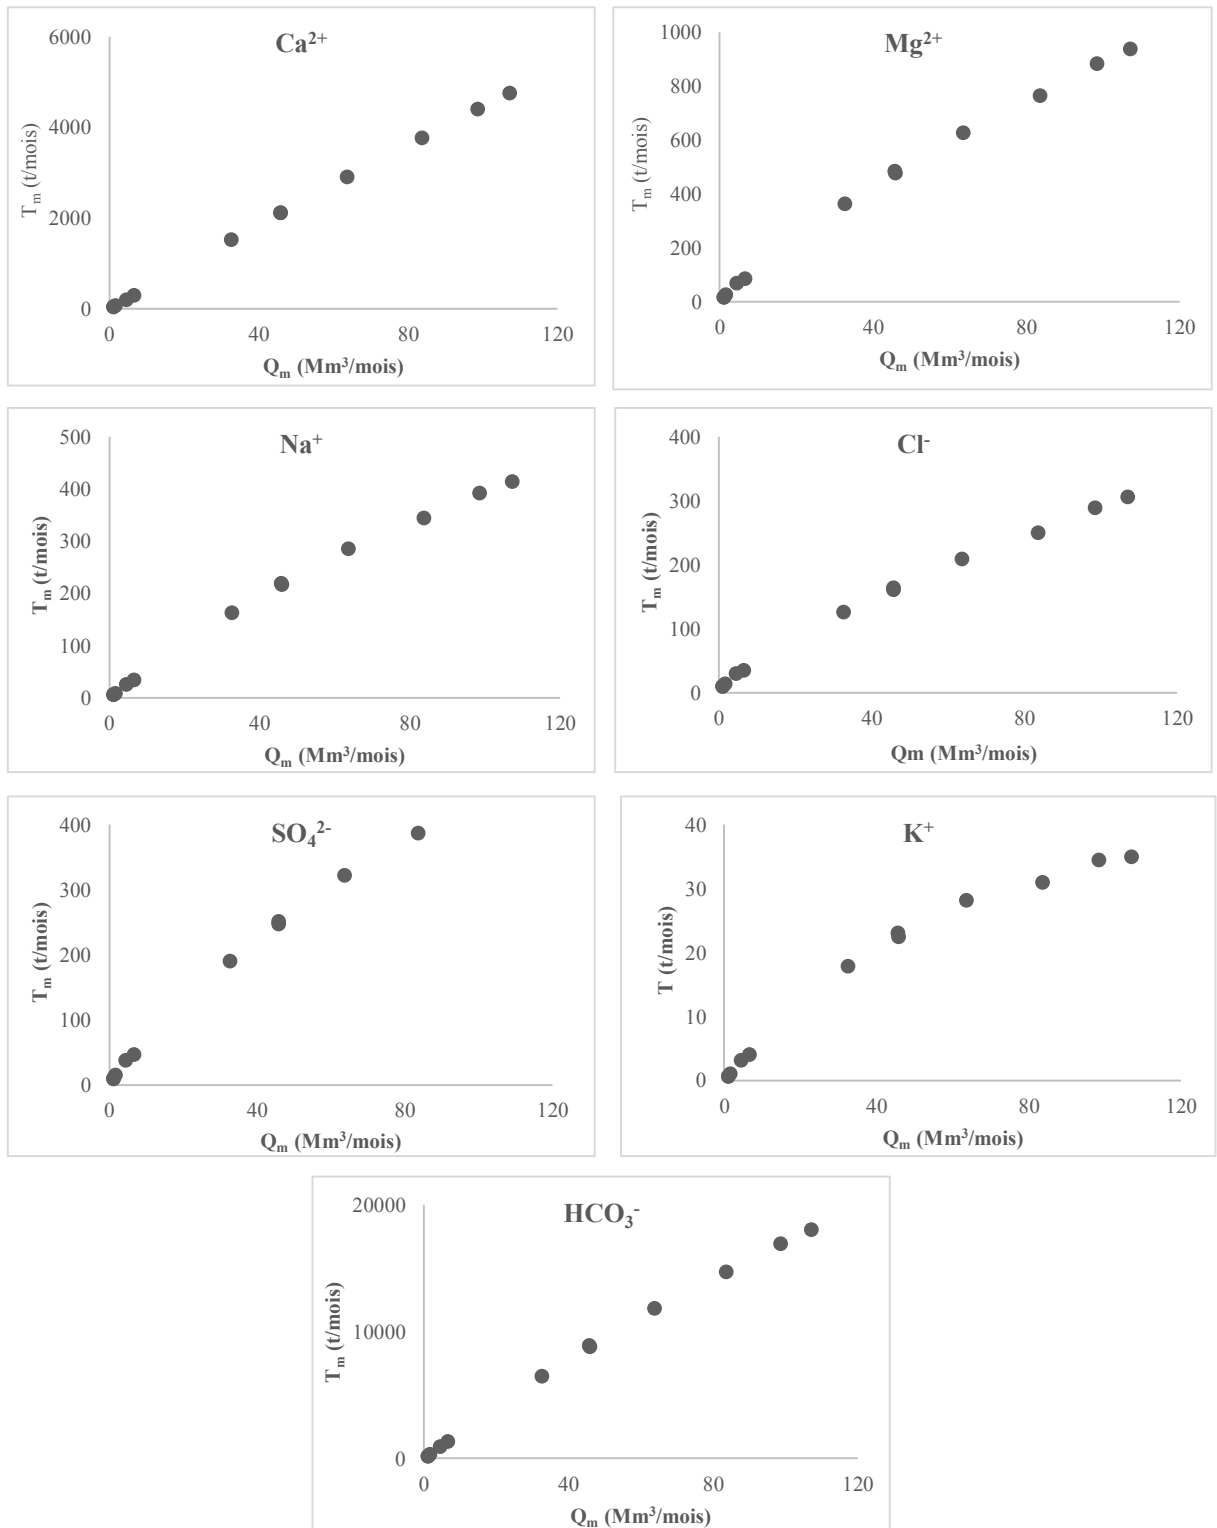 Ca²⁺
6000
4000
2000
0
0 40 80 120
Tₘ (t/mois)
Qₘ (Mm³/mois)
Mg²⁺
1000
800
600
400
200
0
0 40 80 120
Tₘ (t/mois)
Qₘ (Mm³/mois)
Na⁺
500
400
300
200
100
0
0 40 80 120
Tₘ (t/mois)
Qₘ (Mm³/mois)
Cl⁻
400
300
200
100
0
0 40 80 120
Tₘ (t/mois)
Qm (Mm³/mois)
SO₄²⁻
400
300
200
100
0
0 40 80 120
Tₘ (t/mois)
Qₘ (Mm³/mois)
K⁺
40
30
20
10
0
0 40 80 120
T (t/mois)
Qₘ (Mm³/mois)
HCO₃⁻
20000
10000
0
0 40 80 120
Tₘ (t/mois)
Qₘ (Mm³/mois)